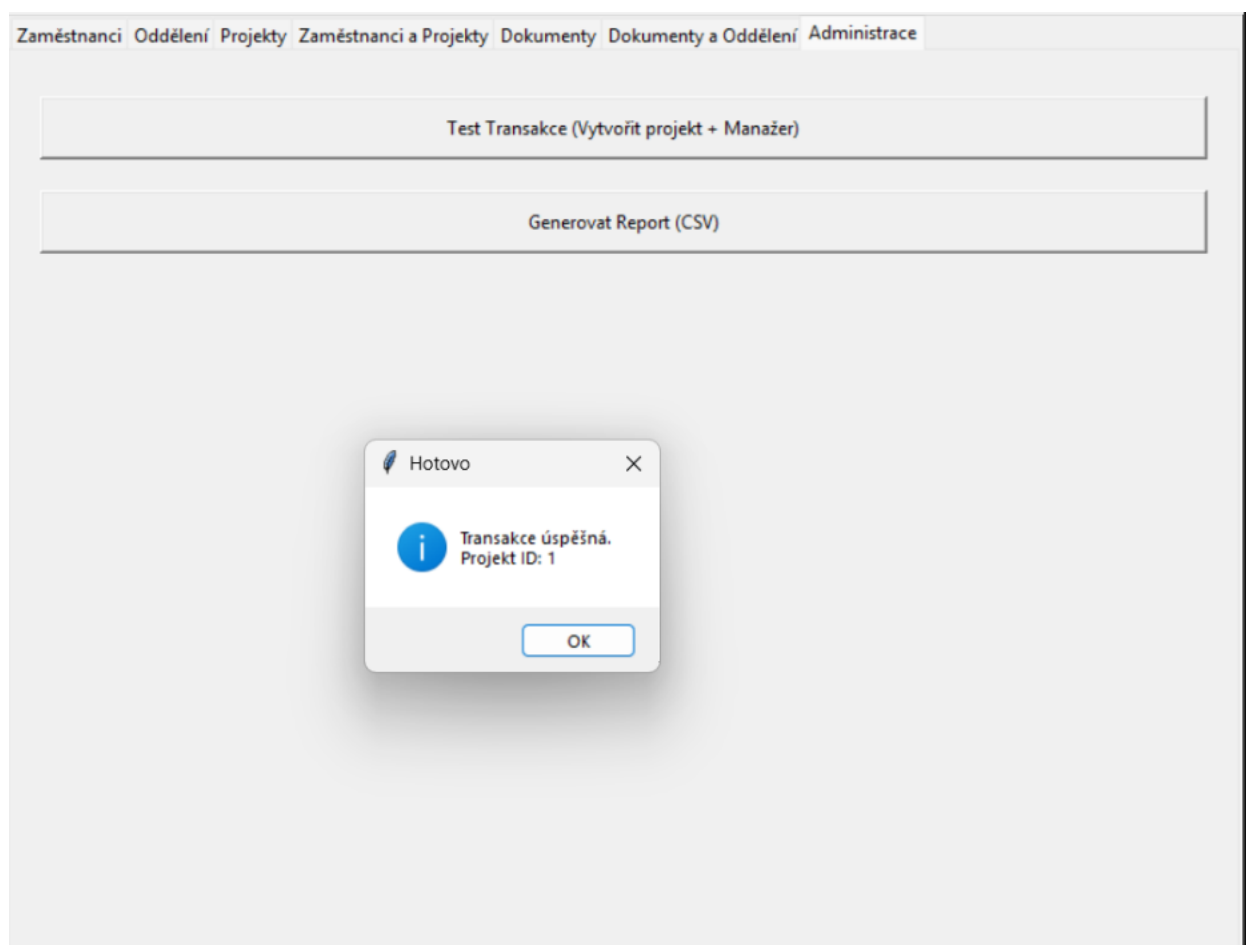 Zaměstnanci Oddělení Projekty Zaměstnanci a Projekty Dokumenty Dokumenty a Oddělení Administrace
Test Transakce (Vytvořit projekt + Manažer)
Generovat Report (CSV)
Hotovo
Transakce úspěšná.
Projekt ID: 1
OK